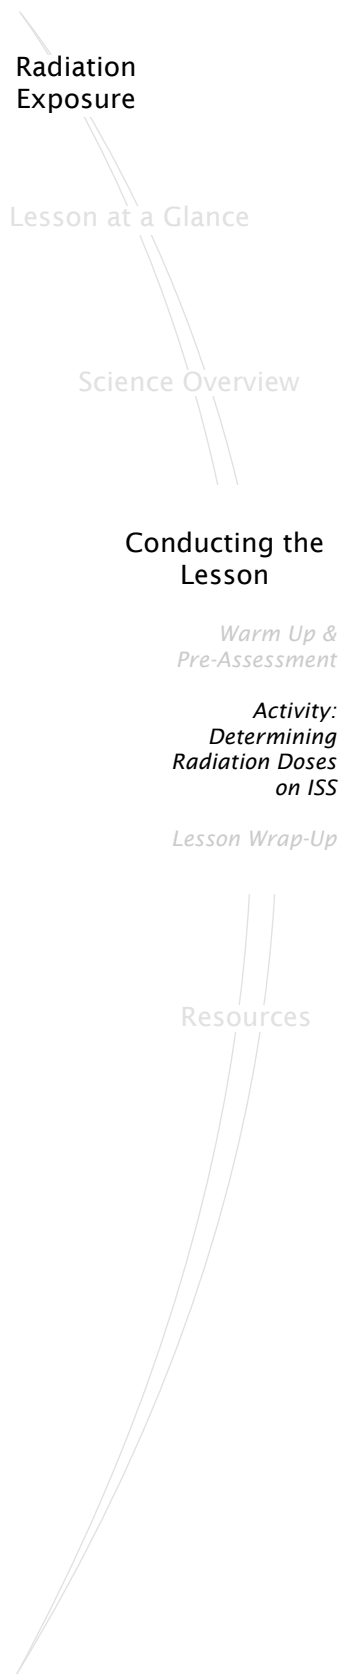 Radiation
Exposure
Lesson at a Glance
Science Overview
Conducting the
Lesson
Warm Up &
Pre-Assessment
Activity:
Determining
Radiation Doses
on ISS
Lesson Wrap-Up
Resources